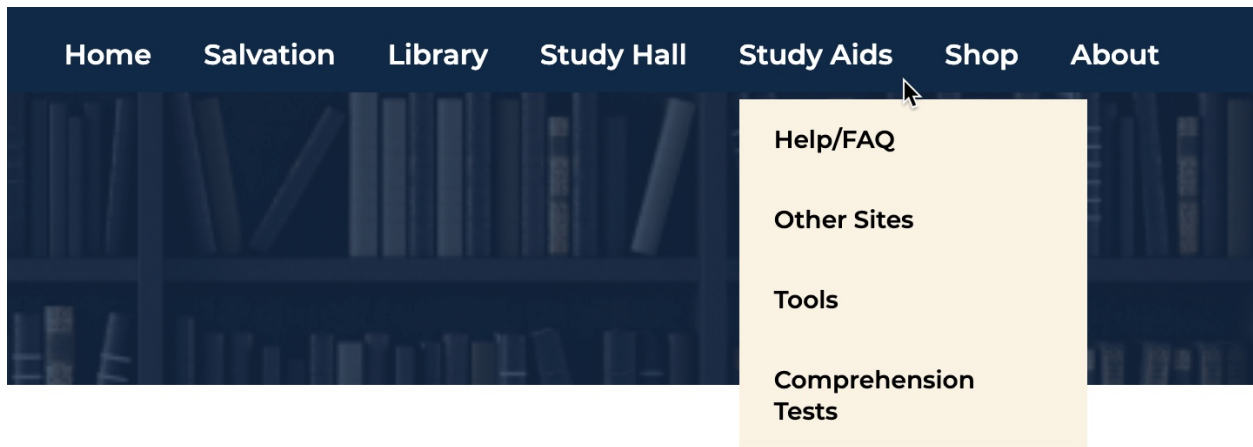 Home Salvation Library Study Hall Study Aids Shop About
Help/FAQ
Other Sites
Tools
Comprehension
Tests